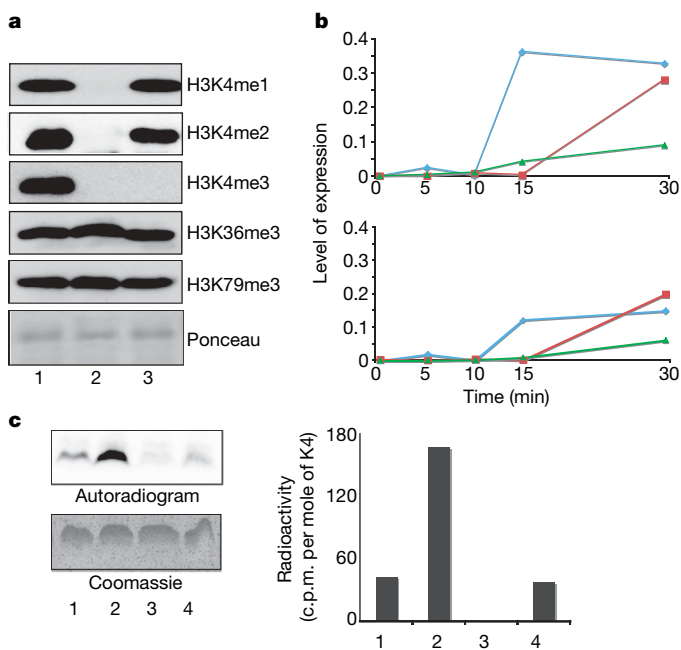 a
H3K4me1
H3K4me2
H3K4me3
H3K36me3
H3K79me3
Ponceau
1 2 3
b
Level of expression
0.4
0.3
0.2
0.1
0
0 5 10 15 30
0.4
0.3
0.2
0.1
0
0 5 10 15 30
Time (min)
c
Autoradiogram
Coomassie
1 2 3 4
Radioactivity
(c.p.m. per mole of K4)
180
120
60
0
1 2 3 4